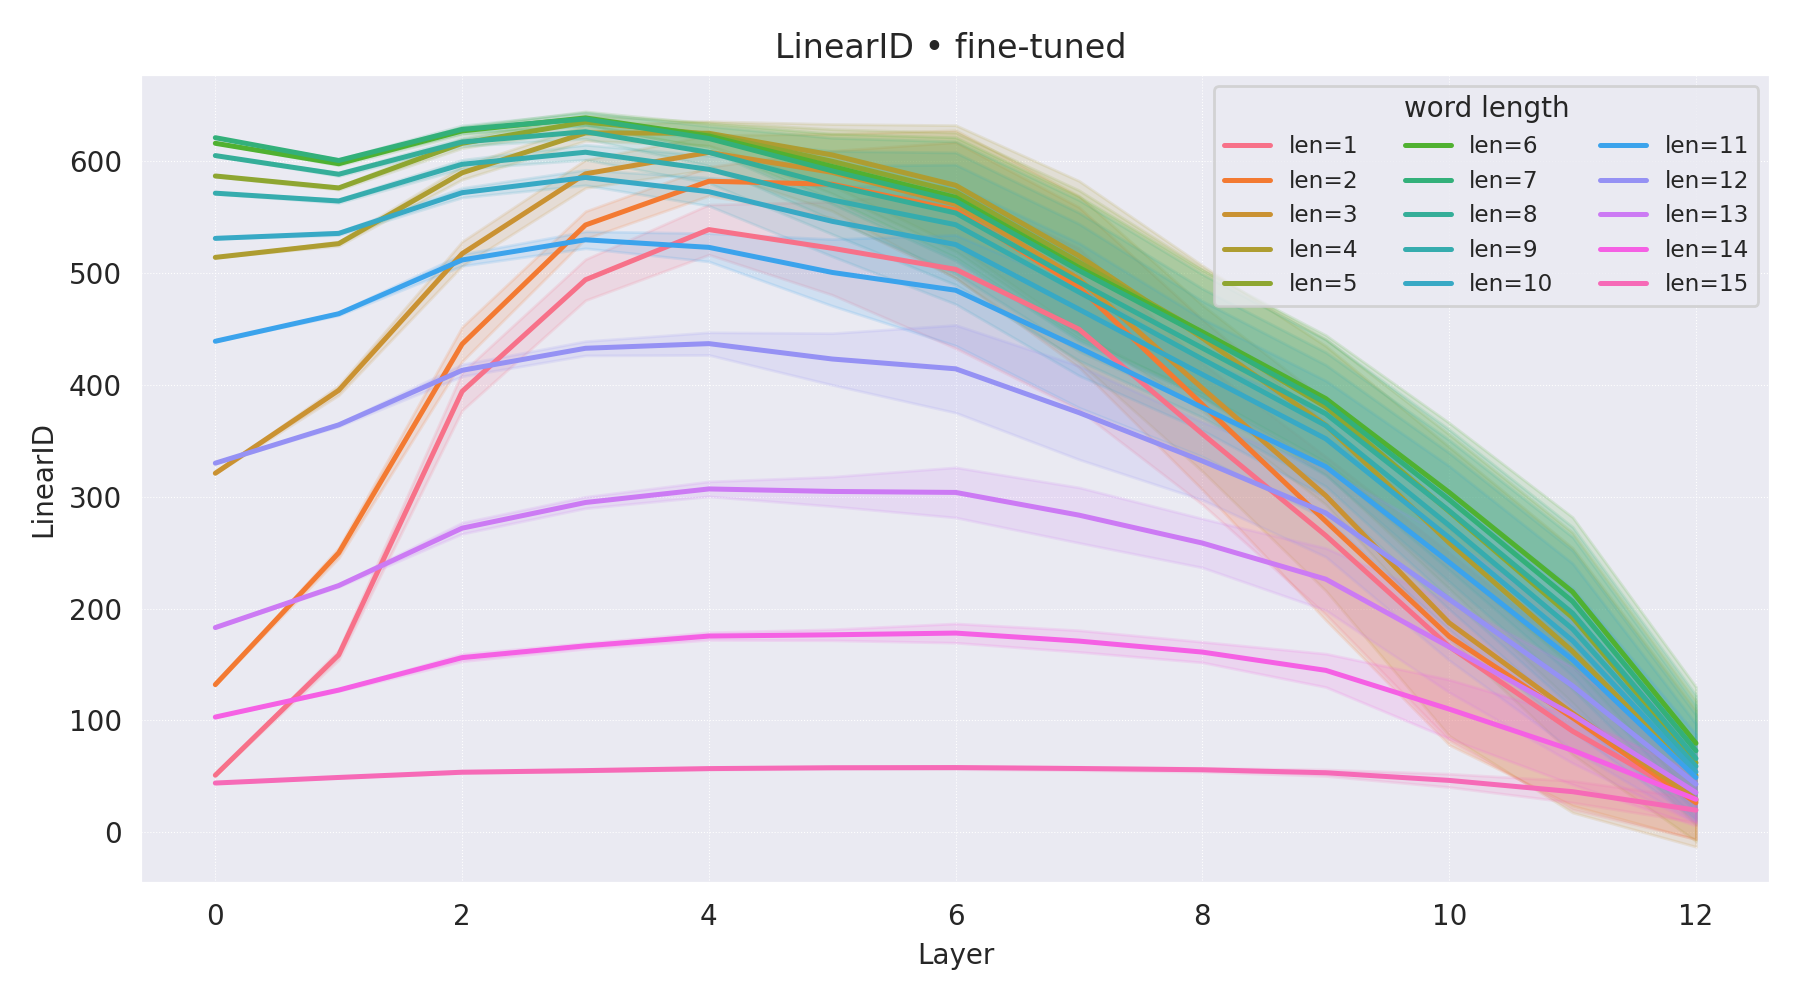 LinearID • fine-tuned
word length
len=1
len=2
len=3
len=4
len=5
len=6
len=7
len=8
len=9
len=10
len=11
len=12
len=13
len=14
len=15
LinearID
600
500
400
300
200
100
0
0 2 4 6 8 10 12
Layer